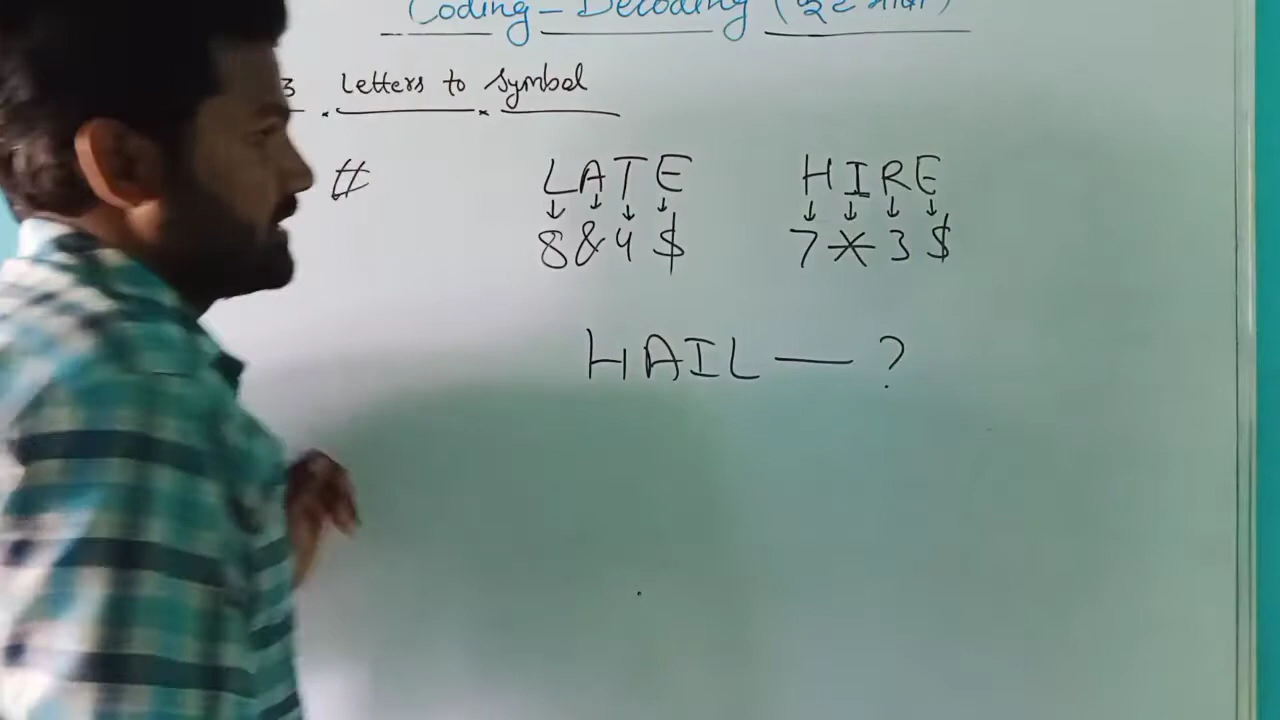 Coding - Decoding (कूट भाषा)
3 Letters to symbol
# LATE HIRE
↓ ↓ ↓ ↓ ↓ ↓ ↓ ↓
8&4$ 7*3$
HAIL — ?